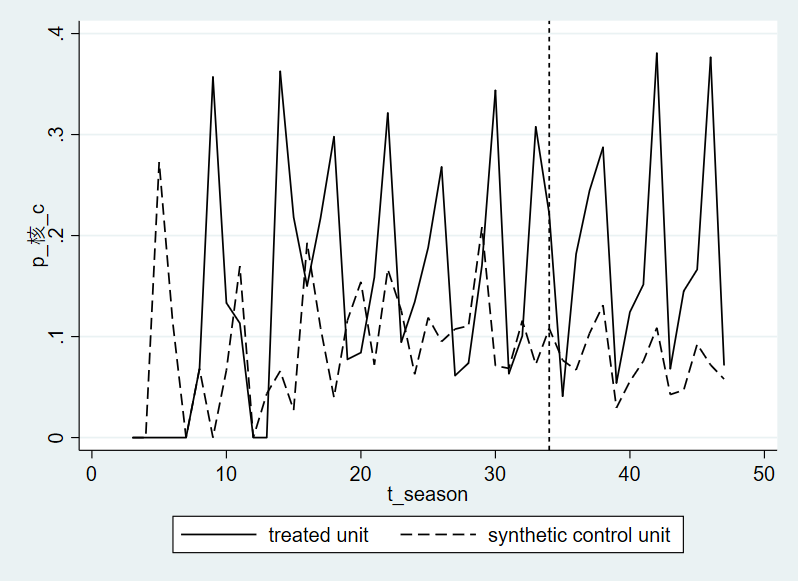 .4
.3
.2
.1
0
p_核_c
0
10
20
30
40
50
t_season
treated unit
synthetic control unit